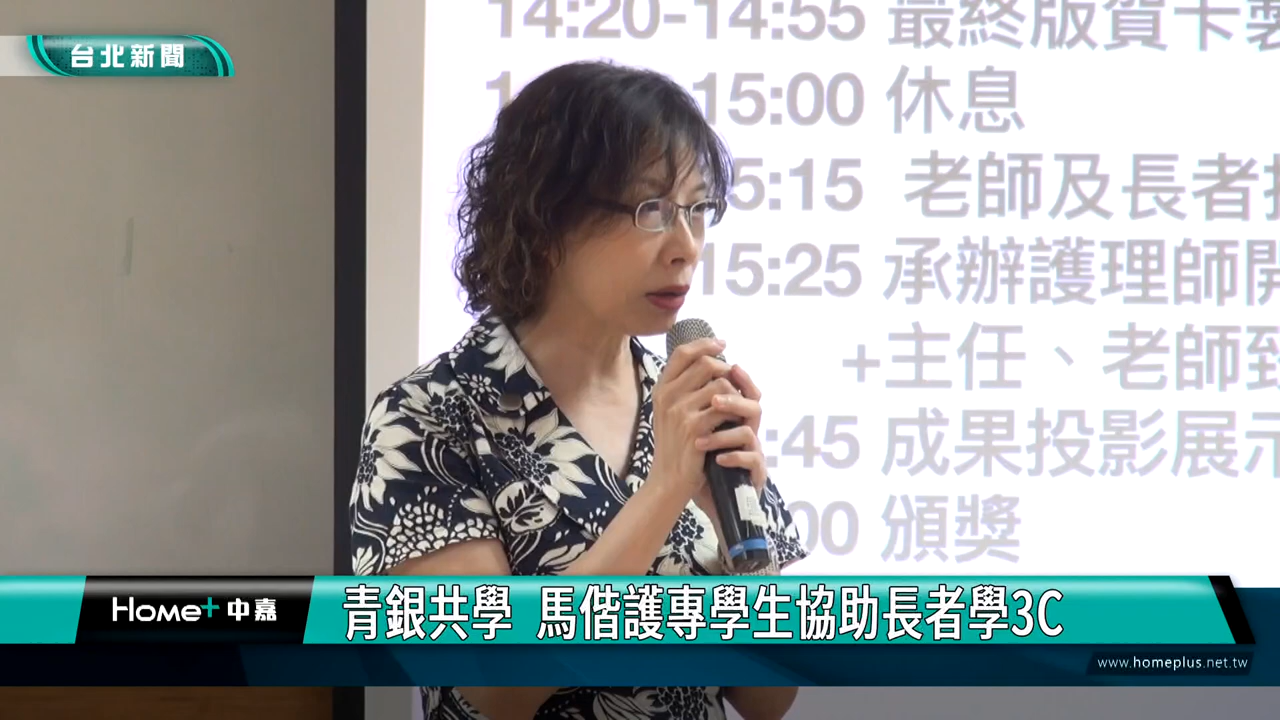 台北新聞
14:20-14:55 最終版賀卡
15:00 休息
5:15 老師及長者
15:25 承辦護理師開
+主任、老師致
:45 成果投影展示
00 頒獎
Home+ 中嘉
青銀共學 馬偕護專學生協助長者學3C
www.homeplus.net.tw